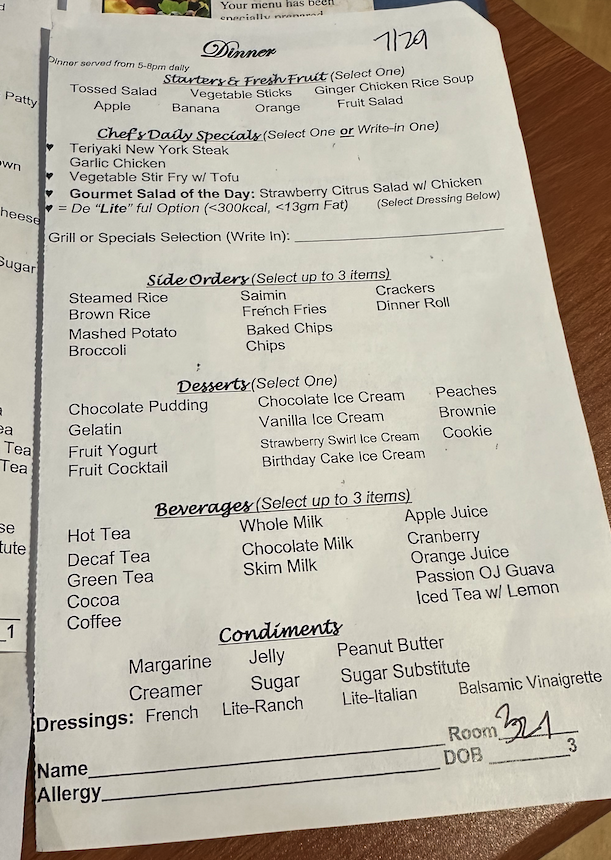 Your menu has been
specially prepared
Patty
own
heese
Sugar
ea
Tea
Tea
se
tute
1
Dinner
7/29
Dinner served from 5-8pm daily
Starters & Fresh Fruit (Select One)
Tossed Salad Vegetable Sticks Ginger Chicken Rice Soup
Apple Banana Orange Fruit Salad
Chef's Daily Specials (Select One or Write-in One)
♥ Teriyaki New York Steak
Garlic Chicken
♥ Vegetable Stir Fry w/ Tofu
♥ Gourmet Salad of the Day: Strawberry Citrus Salad w/ Chicken
♥ = De “Lite” ful Option (<300kcal, <13gm Fat) (Select Dressing Below)
Grill or Specials Selection (Write In):
Side Orders (Select up to 3 items)
Steamed Rice Saimin Crackers
Brown Rice French Fries Dinner Roll
Mashed Potato Baked Chips
Broccoli Chips
Desserts (Select One)
Chocolate Pudding Chocolate Ice Cream Peaches
Gelatin Vanilla Ice Cream Brownie
Fruit Yogurt Strawberry Swirl Ice Cream Cookie
Fruit Cocktail Birthday Cake Ice Cream
Beverages (Select up to 3 items)
Hot Tea Whole Milk Apple Juice
Decaf Tea Chocolate Milk Cranberry
Green Tea Skim Milk Orange Juice
Cocoa Passion OJ Guava
Coffee Iced Tea w/ Lemon
Condiments
Margarine Jelly Peanut Butter
Creamer Sugar Sugar Substitute
Dressings: French Lite-Ranch Lite-Italian Balsamic Vinaigrette
Room 321
Name DOB 3
Allergy